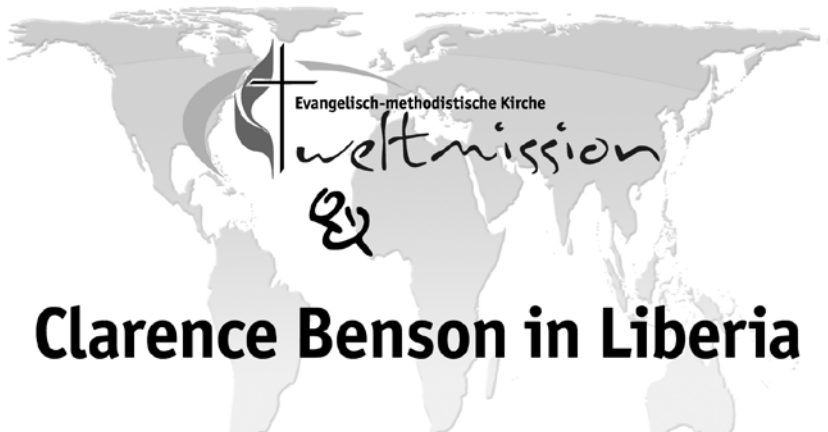 Evangelisch-methodistische Kirche
weltmission
&
Clarence Benson in Liberia